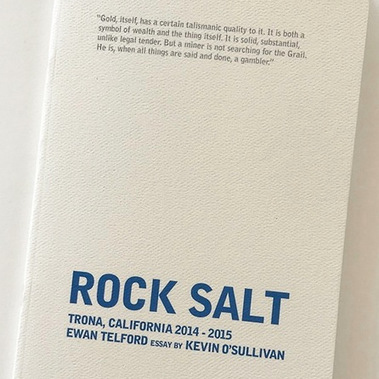 "Gold, itself, has a certain talismanic quality to it. It is both a
symbol of wealth and the thing itself. It is solid, substantial,
unlike legal tender. But a miner is not searching for the Grail.
He is, when all things are said and done, a gambler."
ROCK SALT
TRONA, CALIFORNIA 2014 - 2015
EWAN TELFORD ESSAY BY KEVIN O'SULLIVAN